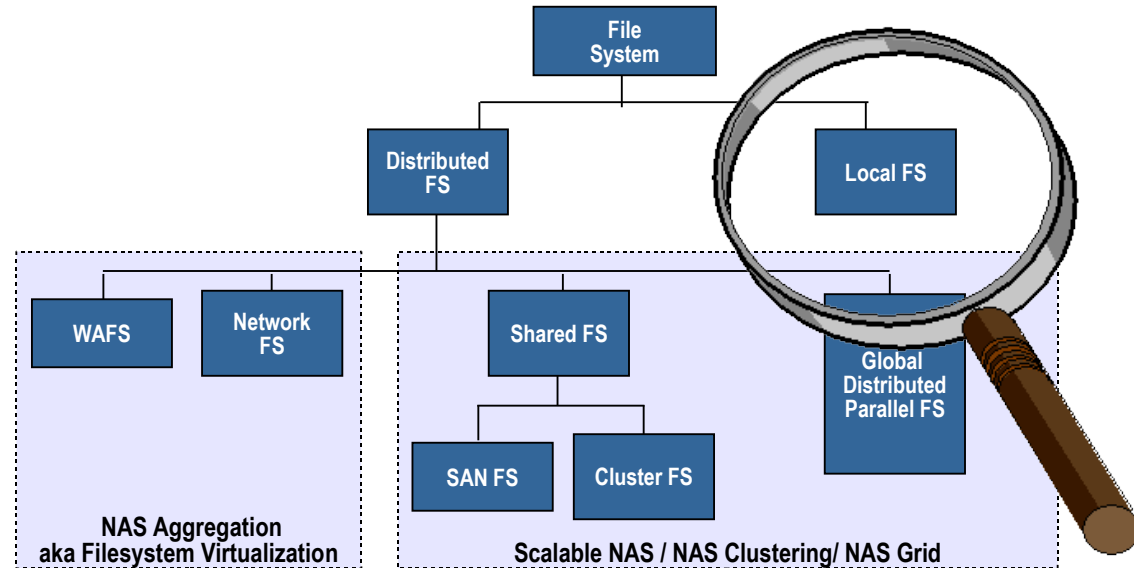 File
System
Distributed
FS
Local FS
WAFS
Network
FS
Shared FS
Global
Distributed
Parallel FS
SAN FS
Cluster FS
NAS Aggregation
aka Filesystem Virtualization
Scalable NAS / NAS Clustering/ NAS Grid